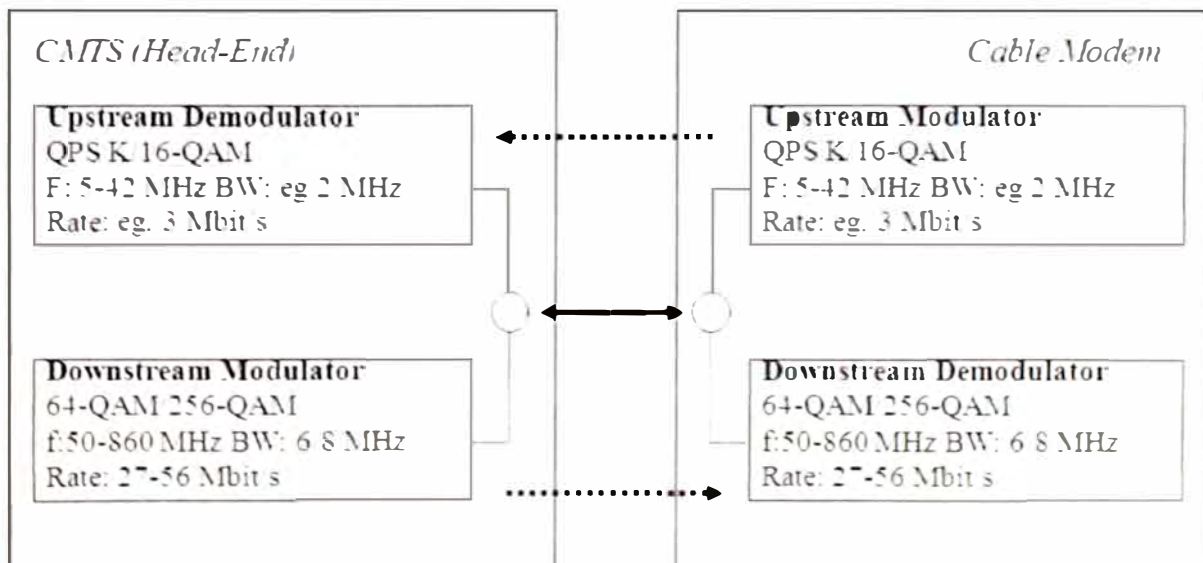 CMTS (Head-End)
Upstream Demodulator
QPSK/16-QAM
F: 5-42 MHz BW: eg 2 MHz
Rate: eg. 3 Mbit/s
Downstream Modulator
64-QAM/256-QAM
f:50-860 MHz BW: 6/8 MHz
Rate: 27-56 Mbit/s
Cable Modem
Upstream Modulator
QPSK/16-QAM
F: 5-42 MHz BW: eg 2 MHz
Rate: eg. 3 Mbit/s
Downstream Demodulator
64-QAM/256-QAM
f:50-860 MHz BW: 6/8 MHz
Rate: 27-56 Mbit/s